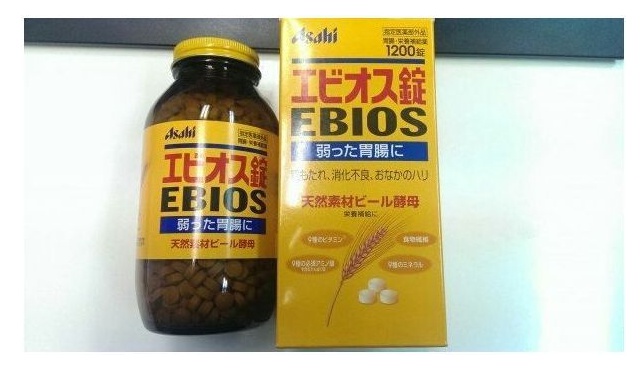 Asahi
指定医薬部外品
胃腸・栄養補給薬
エビオス錠
EBIOS
弱った胃腸に
天然素材ビール酵母
Asahi
指定医薬部外品
胃腸・栄養補給薬
1200錠
エビオス錠
EBIOS
弱った胃腸に
胃もたれ、消化不良、おなかのハリ
天然素材ビール酵母
栄養補給に
9種のビタミン
食物繊維
9種の必須アミノ酸
9種のミネラル